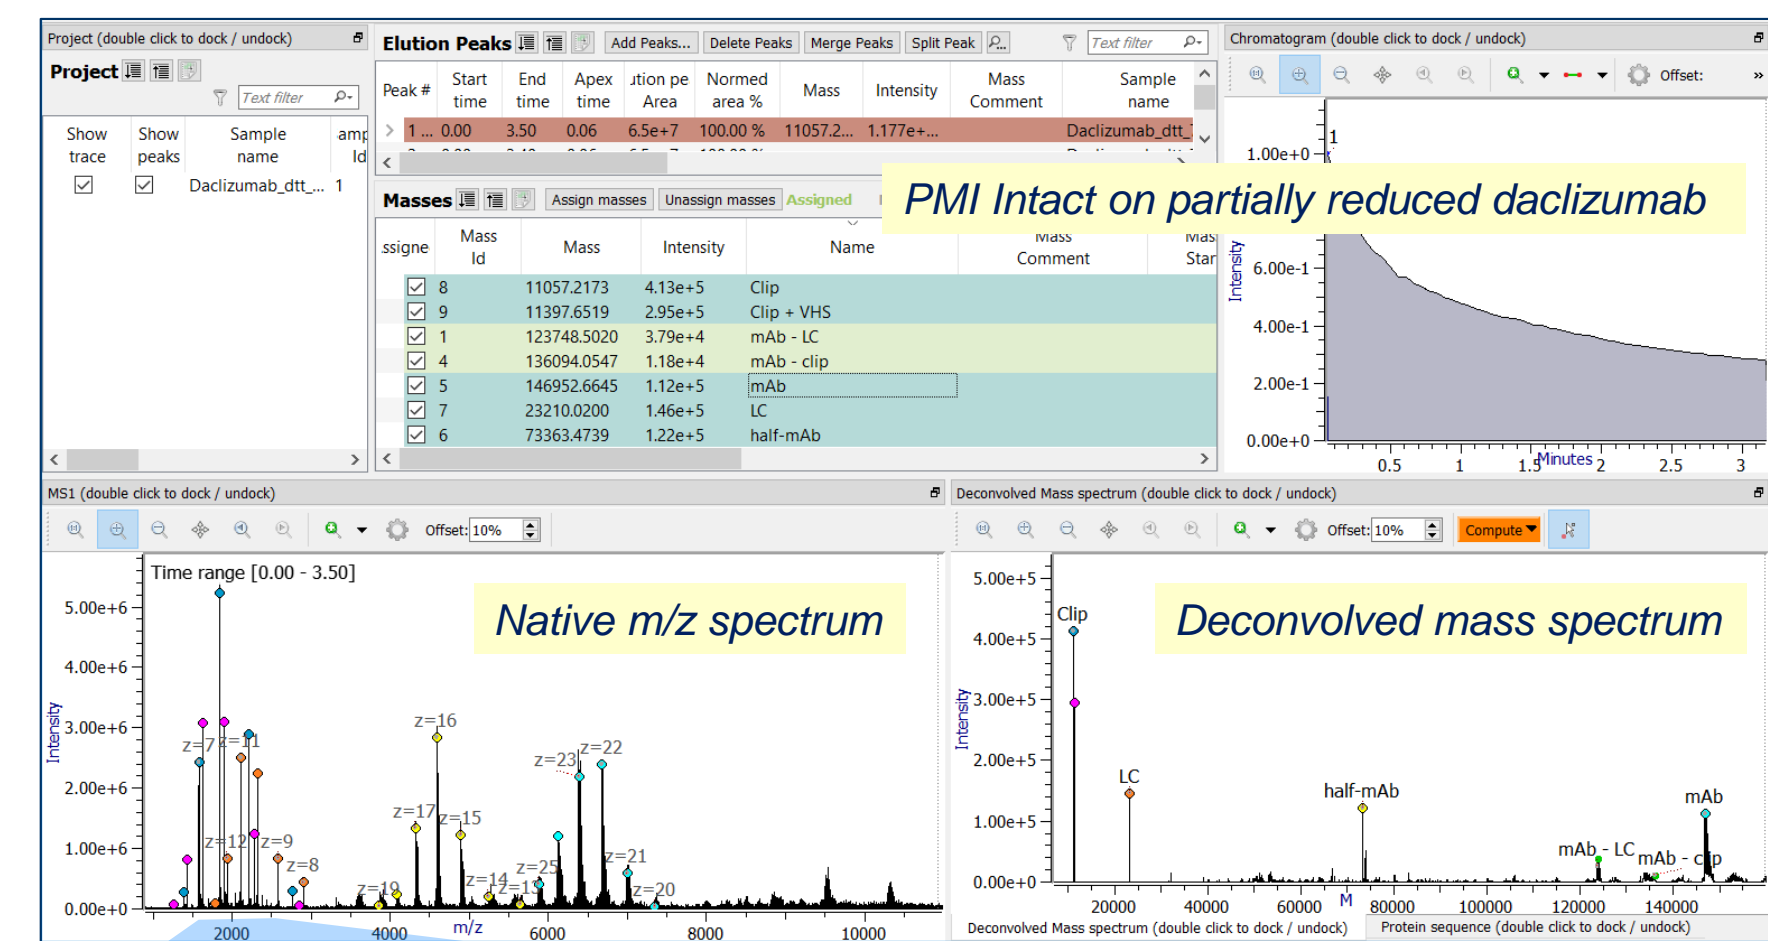 Project (double click to dock / undock)
Project
Text filter
Show trace
Show peaks
Sample name
amp Id
Daclizumab_dtt_... 1
Elution Peaks
Add Peaks... Delete Peaks Merge Peaks Split Peak
Text filter
Peak # Start time End time Apex time ution pe Area Normed area % Mass Intensity Mass Comment Sample name
1 ... 0.00 3.50 0.06 6.5e+7 100.00 % 11057.2... 1.177e+... Daclizumab_dtt_
Masses Assign masses Unassign masses Assigned
ssigne Mass Id Mass Intensity Name Mass Comment Mas Star
8 11057.2173 4.13e+5 Clip
9 11397.6519 2.95e+5 Clip + VHS
1 123748.5020 3.79e+4 mAb - LC
4 136094.0547 1.18e+4 mAb - clip
5 146952.6645 1.12e+5 mAb
7 23210.0200 1.46e+5 LC
6 73363.4739 1.22e+5 half-mAb
PMI Intact on partially reduced daclizumab
Chromatogram (double click to dock / undock)
Offset: »
1
1.00e+0
6.00e-1
4.00e-1
2.00e-1
0.00e+0
Intensity
0.5 1 1.5 2 2.5 3
Minutes
MS1 (double click to dock / undock)
Offset: 10%
Time range [0.00 - 3.50]
Native m/z spectrum
5.00e+6
4.00e+6
3.00e+6
2.00e+6
1.00e+6
0.00e+0
Intensity
z=7 z=11
z=12 z=9
z=8
z=19
z=17
z=16
z=15
z=14
z=13
z=25
z=23
z=22
z=21
z=20
2000 4000 6000 8000 10000
m/z
Deconvolved Mass spectrum (double click to dock / undock)
Offset: 10%
Compute
Deconvolved mass spectrum
5.00e+5
4.00e+5
3.00e+5
2.00e+5
1.00e+5
0.00e+0
Intensity
Clip
LC
half-mAb
mAb - LC
mAb - clip
mAb
20000 40000 60000 80000 100000 120000 140000
M
Deconvolved Mass spectrum (double click to dock / undock)
Protein sequence (double click to dock / undock)